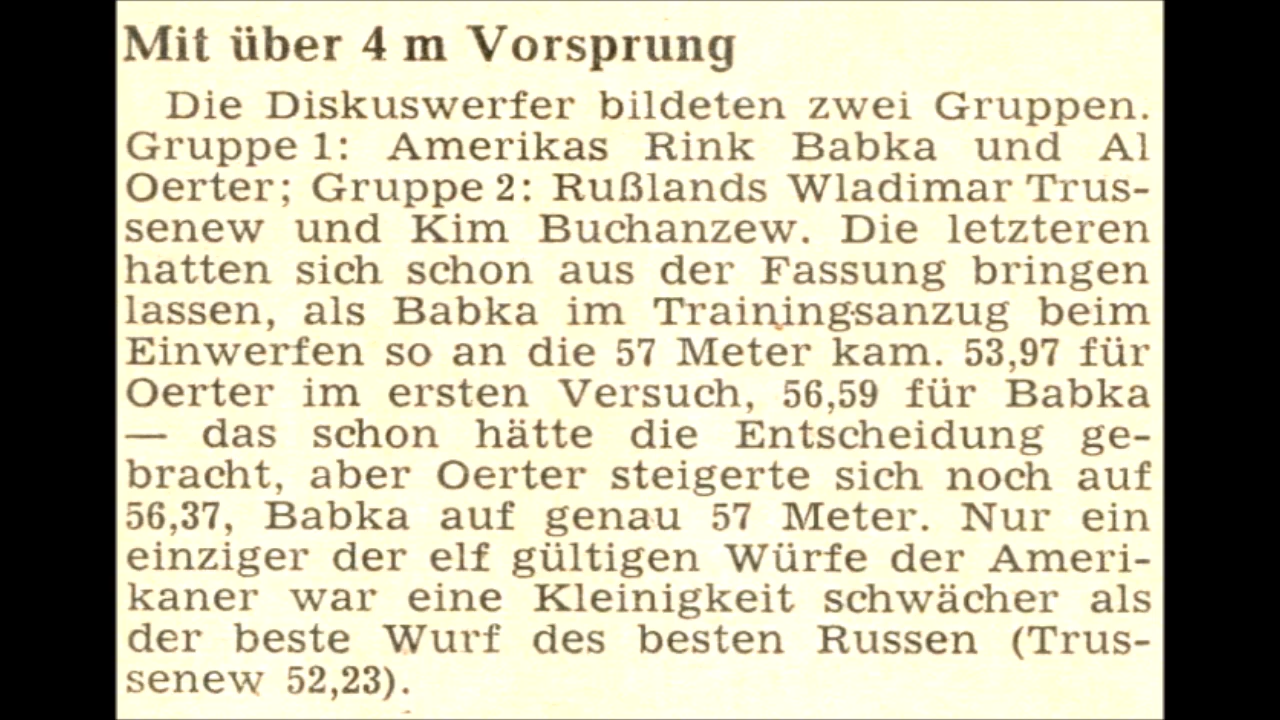 Mit über 4 m Vorsprung
Die Diskuswerfer bildeten zwei Gruppen.
Gruppe 1: Amerikas Rink Babka und Al
Oerter; Gruppe 2: Rußlands Wladimar Trus-
senew und Kim Buchanzew. Die letzteren
hatten sich schon aus der Fassung bringen
lassen, als Babka im Trainingsanzug beim
Einwerfen so an die 57 Meter kam. 53,97 für
Oerter im ersten Versuch, 56,59 für Babka
— das schon hätte die Entscheidung ge-
bracht, aber Oerter steigerte sich noch auf
56,37, Babka auf genau 57 Meter. Nur ein
einziger der elf gültigen Würfe der Ameri-
kaner war eine Kleinigkeit schwächer als
der beste Wurf des besten Russen (Trus-
senew 52,23).